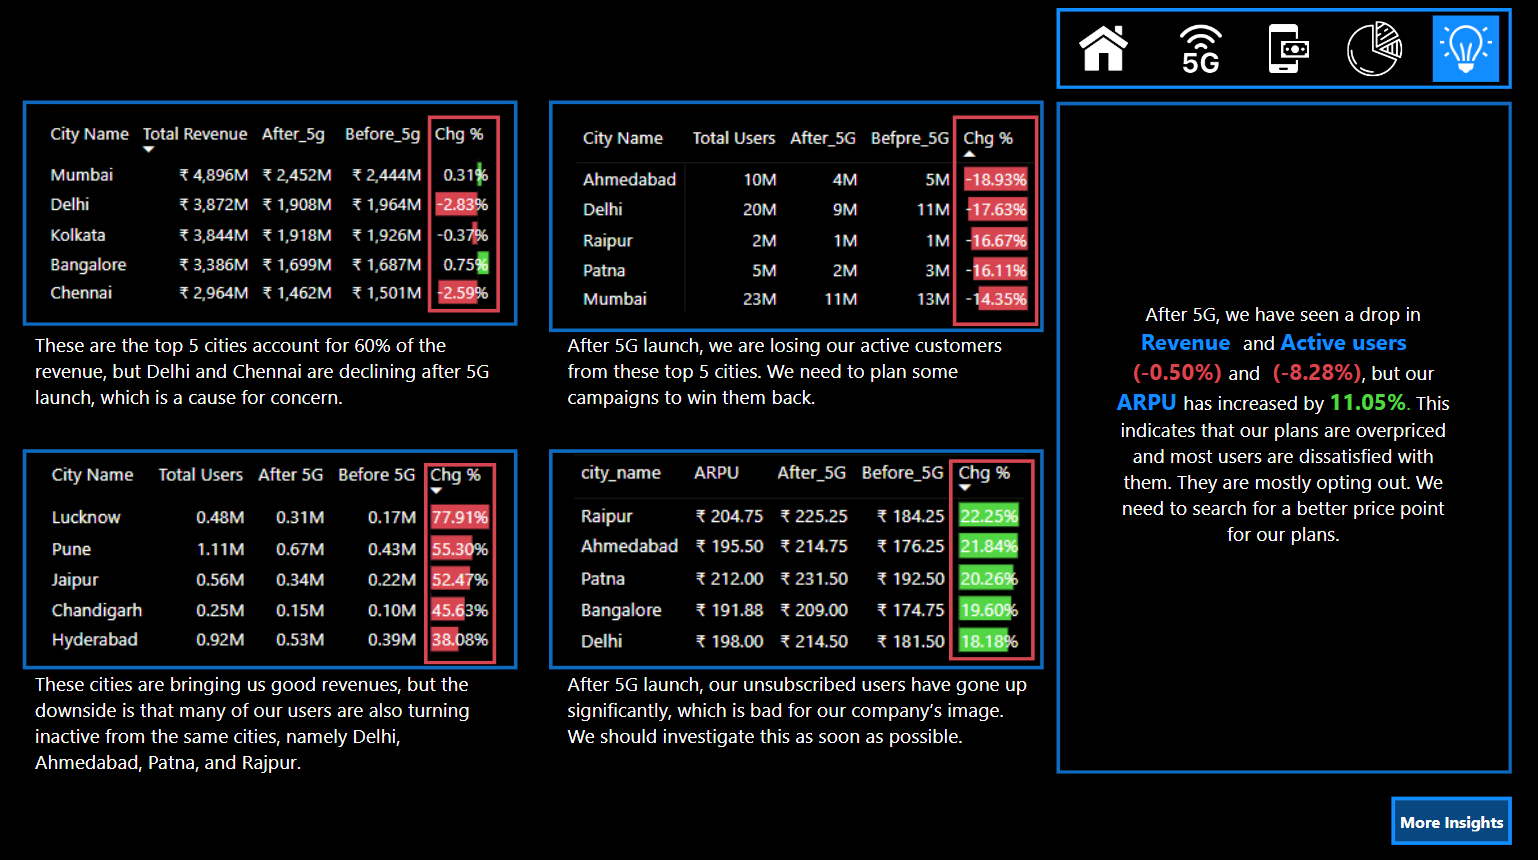 5G
City Name Total Revenue After_5g Before_5g Chg %
Mumbai ₹ 4,896M ₹ 2,452M ₹ 2,444M 0.31%
Delhi ₹ 3,872M ₹ 1,908M ₹ 1,964M -2.83%
Kolkata ₹ 3,844M ₹ 1,918M ₹ 1,926M -0.37%
Bangalore ₹ 3,386M ₹ 1,699M ₹ 1,687M 0.75%
Chennai ₹ 2,964M ₹ 1,462M ₹ 1,501M -2.59%
These are the top 5 cities account for 60% of the
revenue, but Delhi and Chennai are declining after 5G
launch, which is a cause for concern.
City Name Total Users After_5G Befpre_5G Chg %
Ahmedabad 10M 4M 5M -18.93%
Delhi 20M 9M 11M -17.63%
Raipur 2M 1M 1M -16.67%
Patna 5M 2M 3M -16.11%
Mumbai 23M 11M 13M -14.35%
After 5G launch, we are losing our active customers
from these top 5 cities. We need to plan some
campaigns to win them back.
City Name Total Users After 5G Before 5G Chg %
Lucknow 0.48M 0.31M 0.17M 77.91%
Pune 1.11M 0.67M 0.43M 55.30%
Jaipur 0.56M 0.34M 0.22M 52.47%
Chandigarh 0.25M 0.15M 0.10M 45.63%
Hyderabad 0.92M 0.53M 0.39M 38.08%
These cities are bringing us good revenues, but the
downside is that many of our users are also turning
inactive from the same cities, namely Delhi,
Ahmedabad, Patna, and Rajpur.
city_name ARPU After_5G Before_5G Chg %
Raipur ₹ 204.75 ₹ 225.25 ₹ 184.25 22.25%
Ahmedabad ₹ 195.50 ₹ 214.75 ₹ 176.25 21.84%
Patna ₹ 212.00 ₹ 231.50 ₹ 192.50 20.26%
Bangalore ₹ 191.88 ₹ 209.00 ₹ 174.75 19.60%
Delhi ₹ 198.00 ₹ 214.50 ₹ 181.50 18.18%
After 5G launch, our unsubscribed users have gone up
significantly, which is bad for our company’s image.
We should investigate this as soon as possible.
After 5G, we have seen a drop in
Revenue and Active users
(-0.50%) and (-8.28%), but our
ARPU has increased by 11.05%. This
indicates that our plans are overpriced
and most users are dissatisfied with
them. They are mostly opting out. We
need to search for a better price point
for our plans.
More Insights